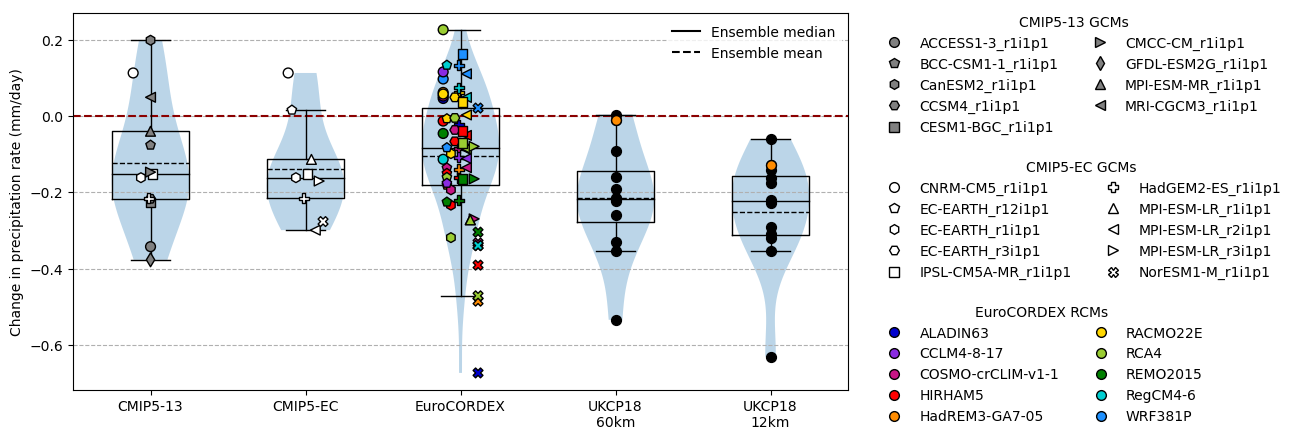 Change in precipitation rate (mm/day)
0.2
0.0
−0.2
−0.4
−0.6
Ensemble median
Ensemble mean
CMIP5-13
CMIP5-EC
EuroCORDEX
UKCP18
60km
UKCP18
12km
CMIP5-13 GCMs
ACCESS1-3_r1i1p1
BCC-CSM1-1_r1i1p1
CanESM2_r1i1p1
CCSM4_r1i1p1
CESM1-BGC_r1i1p1
CMCC-CM_r1i1p1
GFDL-ESM2G_r1i1p1
MPI-ESM-MR_r1i1p1
MRI-CGCM3_r1i1p1
CMIP5-EC GCMs
CNRM-CM5_r1i1p1
EC-EARTH_r12i1p1
EC-EARTH_r1i1p1
EC-EARTH_r3i1p1
IPSL-CM5A-MR_r1i1p1
HadGEM2-ES_r1i1p1
MPI-ESM-LR_r1i1p1
MPI-ESM-LR_r2i1p1
MPI-ESM-LR_r3i1p1
NorESM1-M_r1i1p1
EuroCORDEX RCMs
ALADIN63
CCLM4-8-17
COSMO-crCLIM-v1-1
HIRHAM5
HadREM3-GA7-05
RACMO22E
RCA4
REMO2015
RegCM4-6
WRF381P